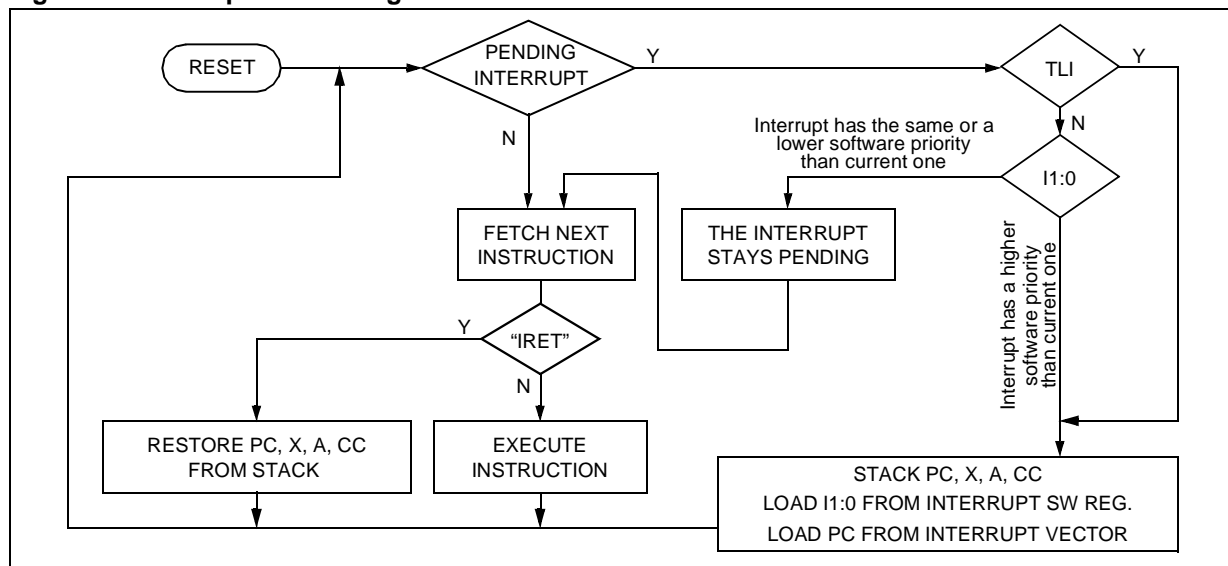 RESET
PENDING
INTERRUPT
Y
TLI
Y
N
N
Interrupt has the same or a
lower software priority
than current one
I1:0
FETCH NEXT
INSTRUCTION
THE INTERRUPT
STAYS PENDING
Interrupt has a higher
software priority
than current one
Y
“IRET”
N
RESTORE PC, X, A, CC
FROM STACK
EXECUTE
INSTRUCTION
STACK PC, X, A, CC
LOAD I1:0 FROM INTERRUPT SW REG.
LOAD PC FROM INTERRUPT VECTOR